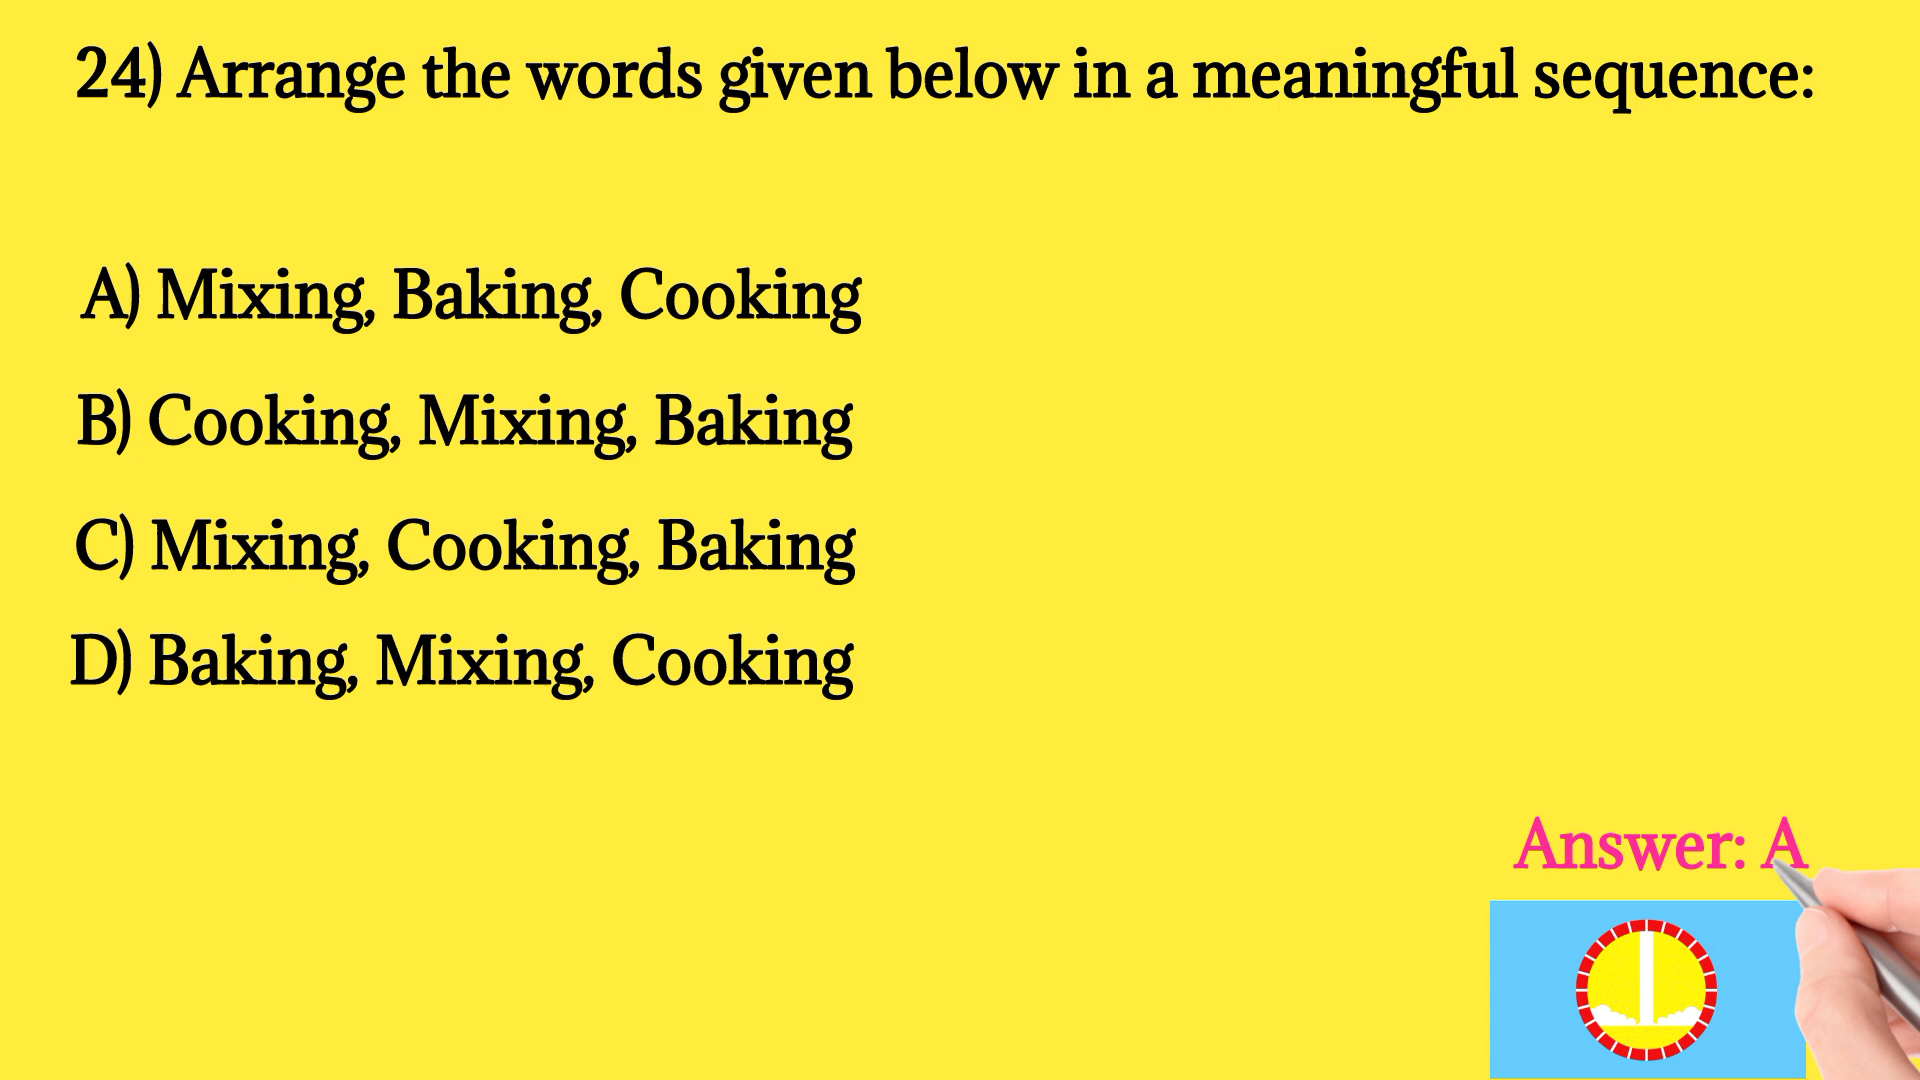 24) Arrange the words given below in a meaningful sequence:
A) Mixing, Baking, Cooking
B) Cooking, Mixing, Baking
C) Mixing, Cooking, Baking
D) Baking, Mixing, Cooking
Answer: A